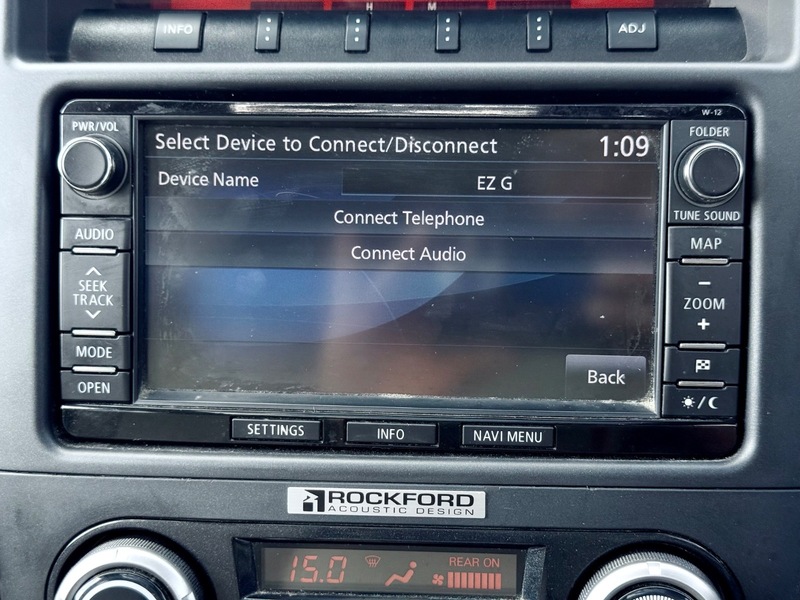 H M
INFO ADJ
W-12
PWR/VOL
FOLDER
Select Device to Connect/Disconnect 1:09
Device Name EZ G
TUNE SOUND
Connect Telephone
AUDIO
MAP
Connect Audio
SEEK
TRACK
− ZOOM +
MODE
Back
OPEN
SETTINGS INFO NAVI MENU
ROCKFORD
ACOUSTIC DESIGN
15.0 REAR ON